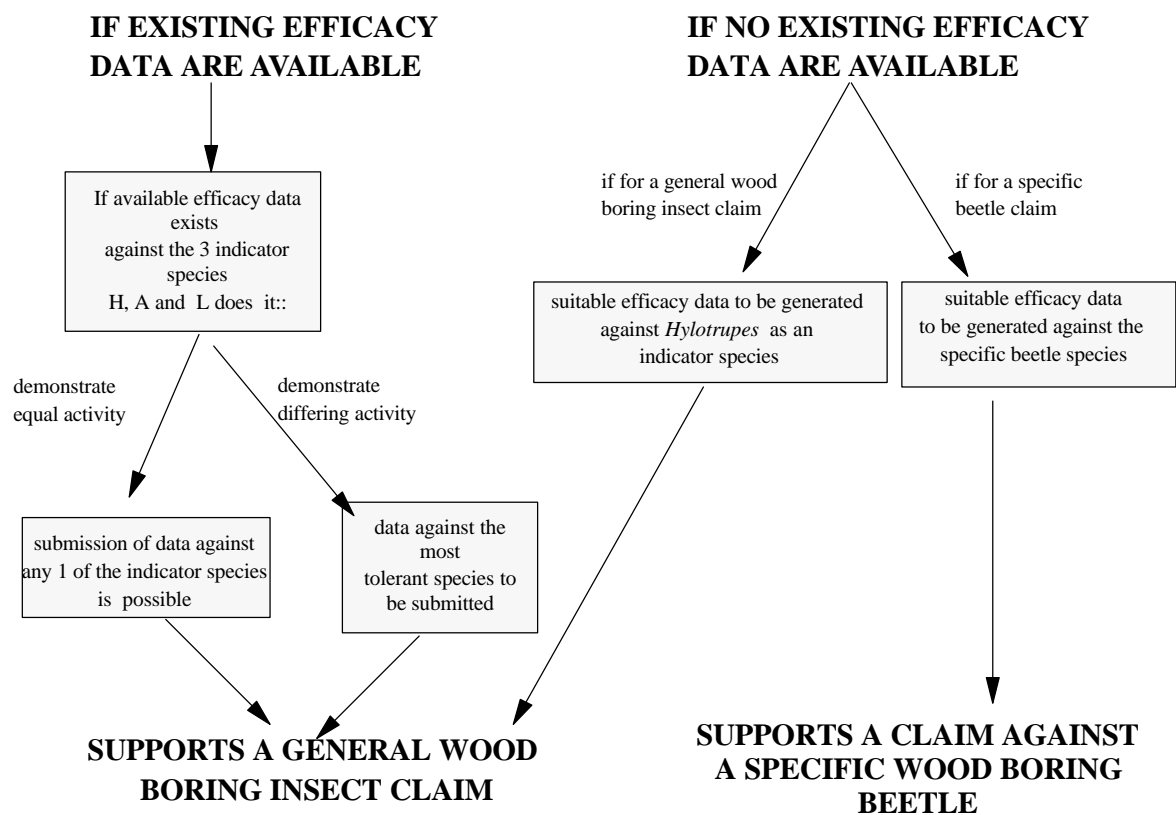 IF EXISTING EFFICACY
DATA ARE AVAILABLE
IF NO EXISTING EFFICACY
DATA ARE AVAILABLE
If available efficacy data
exists
against the 3 indicator
species
H, A and L does it::
if for a general wood
boring insect claim
if for a specific
beetle claim
suitable efficacy data to be generated
against Hylotrupes as an
indicator species
suitable efficacy data
to be generated against the
specific beetle species
demonstrate
equal activity
demonstrate
differing activity
submission of data against
any 1 of the indicator species
is possible
data against the
most
tolerant species to
be submitted
SUPPORTS A GENERAL WOOD
BORING INSECT CLAIM
SUPPORTS A CLAIM AGAINST
A SPECIFIC WOOD BORING
BEETLE